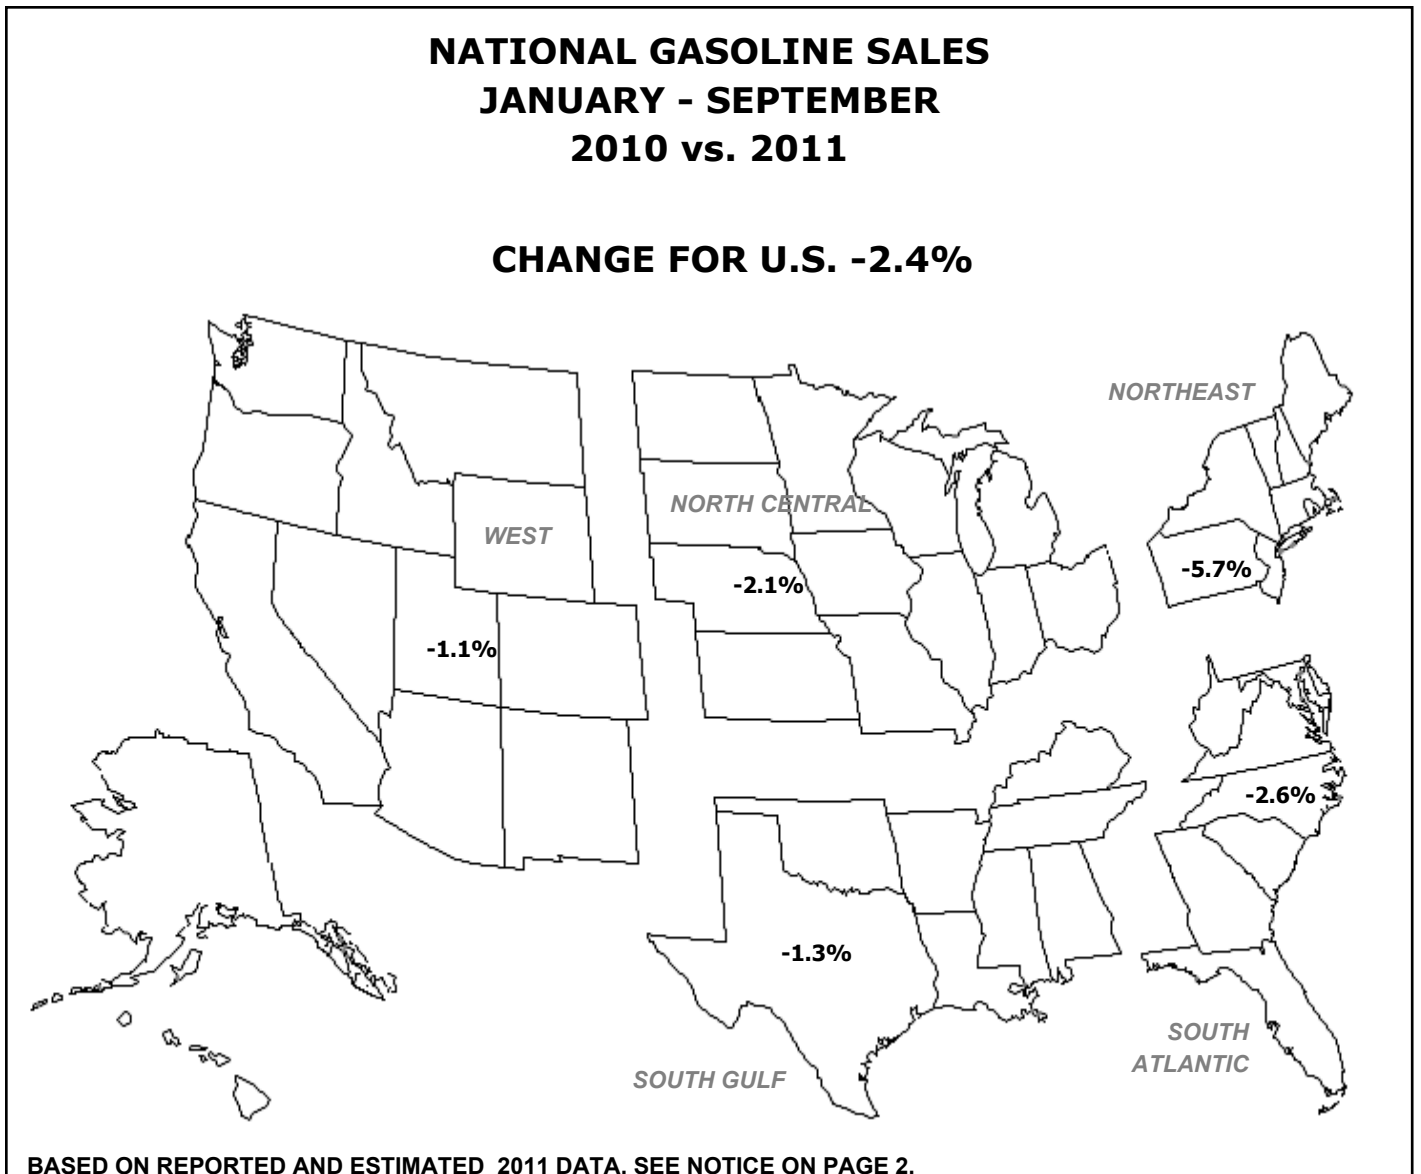 NATIONAL GASOLINE SALES
JANUARY - SEPTEMBER
2010 vs. 2011
CHANGE FOR U.S. -2.4%
NORTHEAST
NORTH CENTRAL
WEST
-5.7%
-2.1%
-1.1%
-2.6%
-1.3%
SOUTH
ATLANTIC
SOUTH GULF
BASED ON REPORTED AND ESTIMATED 2011 DATA. SEE NOTICE ON PAGE 2.